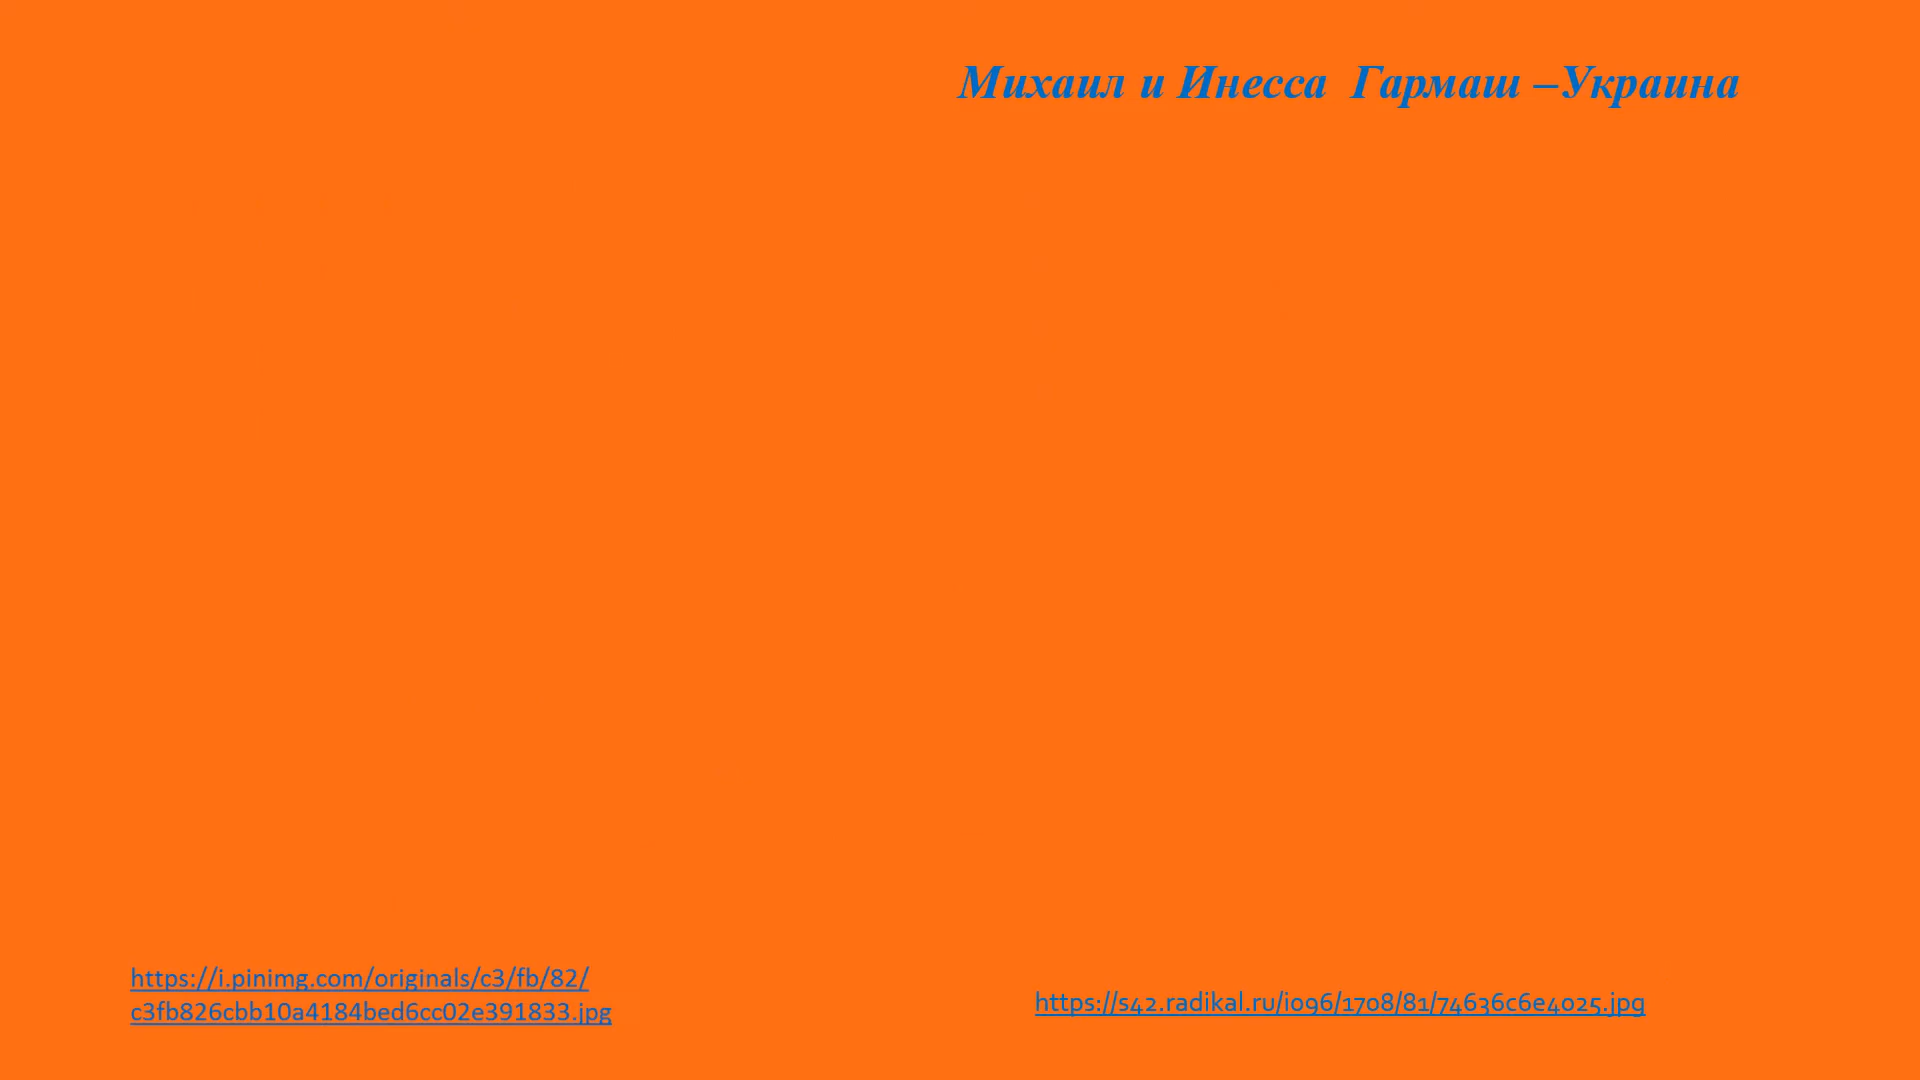 Михаил и Инесса  Гармаш –Украина
https://i.pinimg.com/originals/c3/fb/82/
c3fb826cbb10a4184bed6cc02e391833.jpg
https://s42.radikal.ru/i096/1708/81/74636c6e4025.jpg